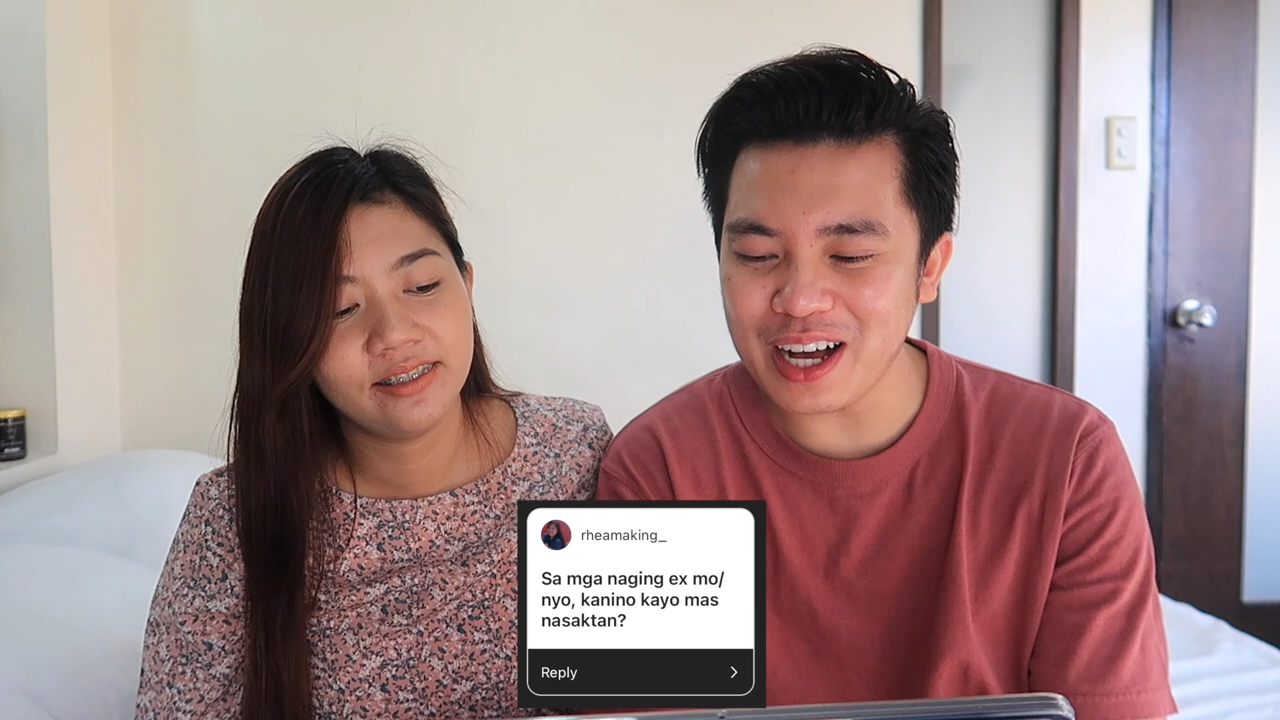 rheamaking_
Sa mga naging ex mo/
nyo, kanino kayo mas
nasaktan?
Reply